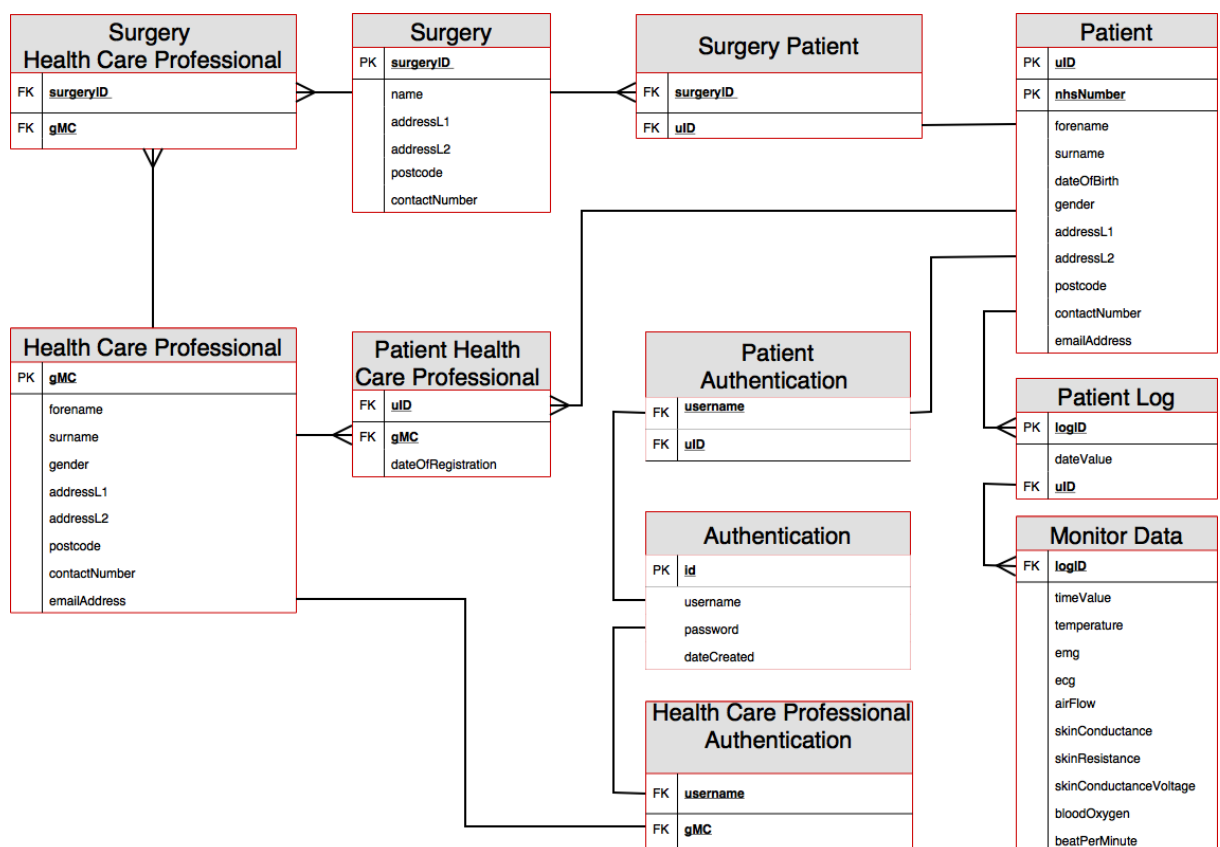 Surgery
Health Care Professional
FK surgeryID
FK gMC
Surgery
PK surgeryID
name
addressL1
addressL2
postcode
contactNumber
Surgery Patient
FK surgeryID
FK uID
Patient
PK uID
PK nhsNumber
forename
surname
dateOfBirth
gender
addressL1
addressL2
postcode
contactNumber
emailAddress
Health Care Professional
PK gMC
forename
surname
gender
addressL1
addressL2
postcode
contactNumber
emailAddress
Patient Health
Care Professional
FK uID
FK gMC
dateOfRegistration
Patient
Authentication
FK username
FK uID
Authentication
PK id
username
password
dateCreated
Health Care Professional
Authentication
FK username
FK gMC
Patient Log
PK logID
dateValue
FK uID
Monitor Data
FK logID
timeValue
temperature
emg
ecg
airFlow
skinConductance
skinResistance
skinConductanceVoltage
bloodOxygen
beatPerMinute